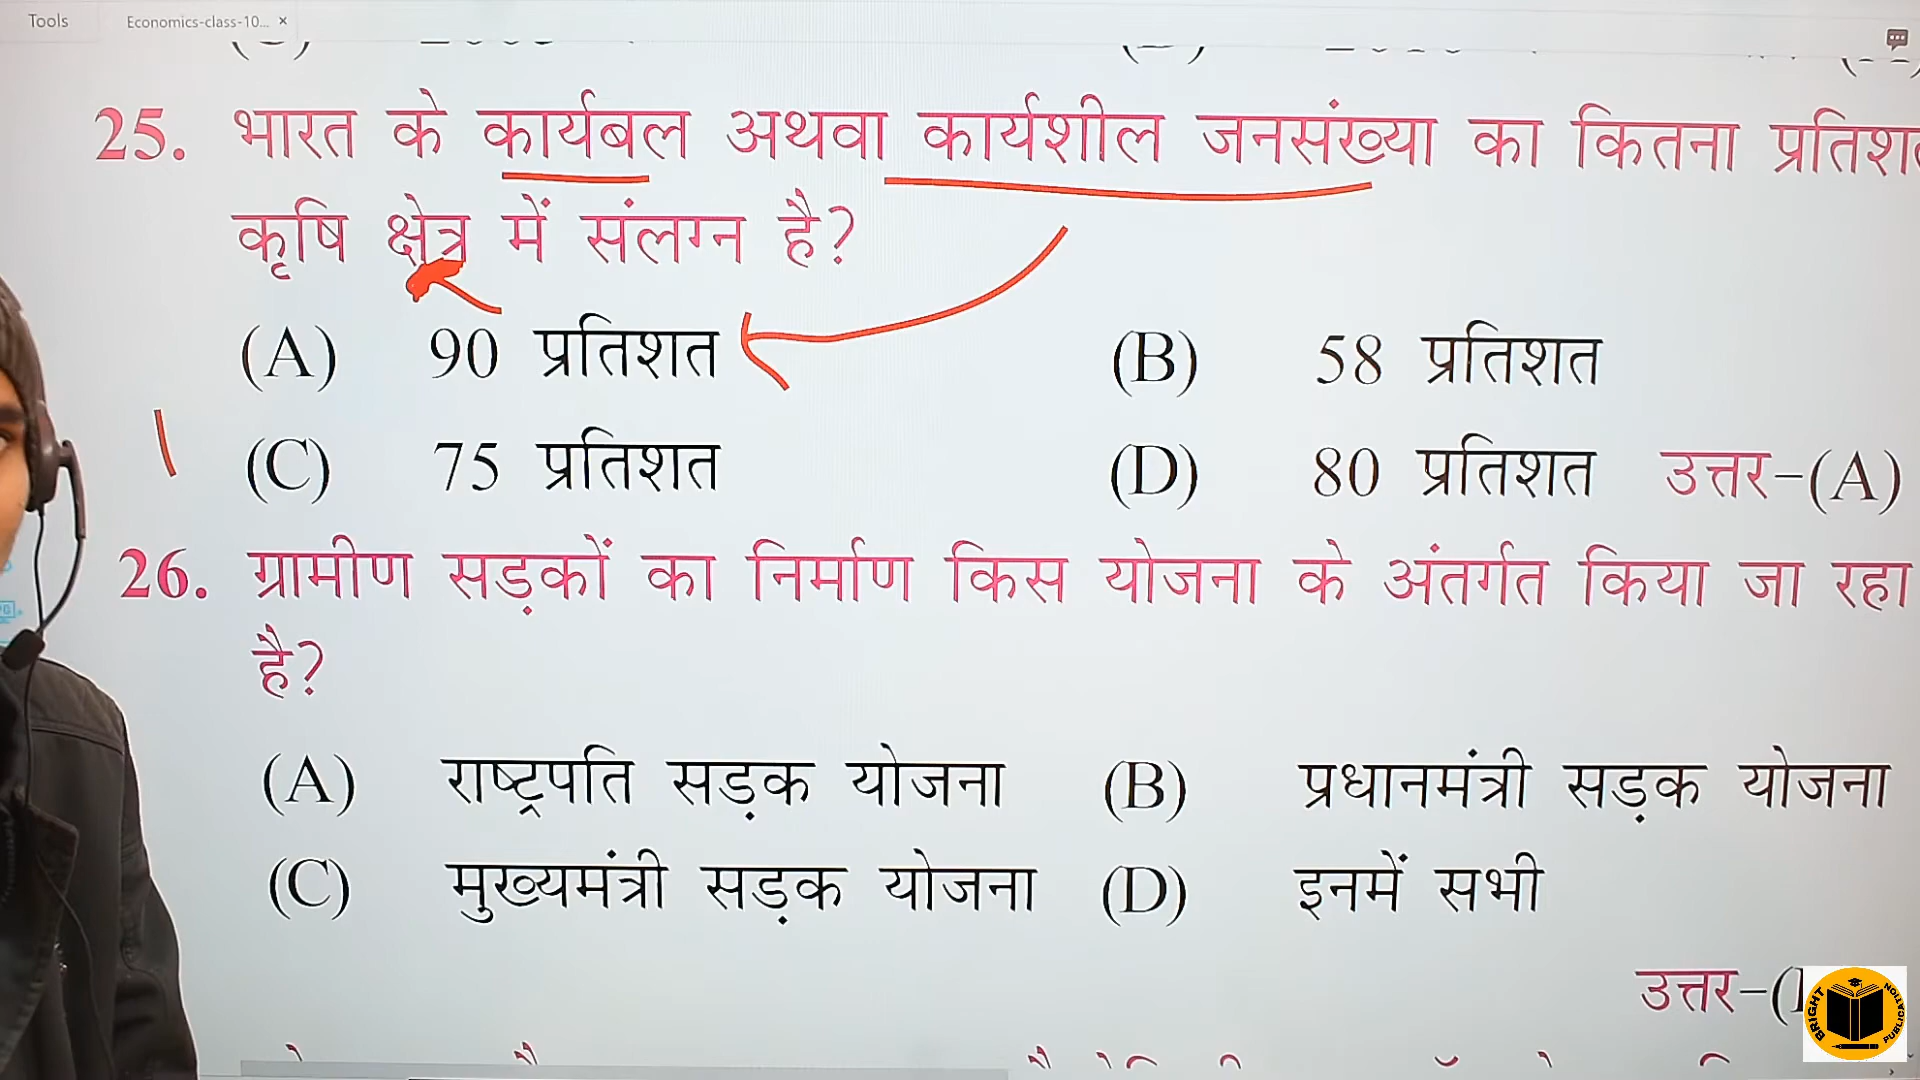 Tools
Economics-class-10... ×
25. भारत के कार्यबल अथवा कार्यशील जनसंख्या का कितना
कृषि क्षेत्र में संलग्न है?
(A) 90 प्रतिशत (B) 58 प्रतिशत
(C) 75 प्रतिशत (D) 80 प्रतिशत उत्तर-(A)
26. ग्रामीण सड़कों का निर्माण किस योजना के अंतर्गत किया जा रहा
है?
(A) राष्ट्रपति सड़क योजना (B) प्रधानमंत्री सड़क योजना
(C) मुख्यमंत्री सड़क योजना (D) इनमें सभी
उत्तर-
BRIGHT PUBLICATION